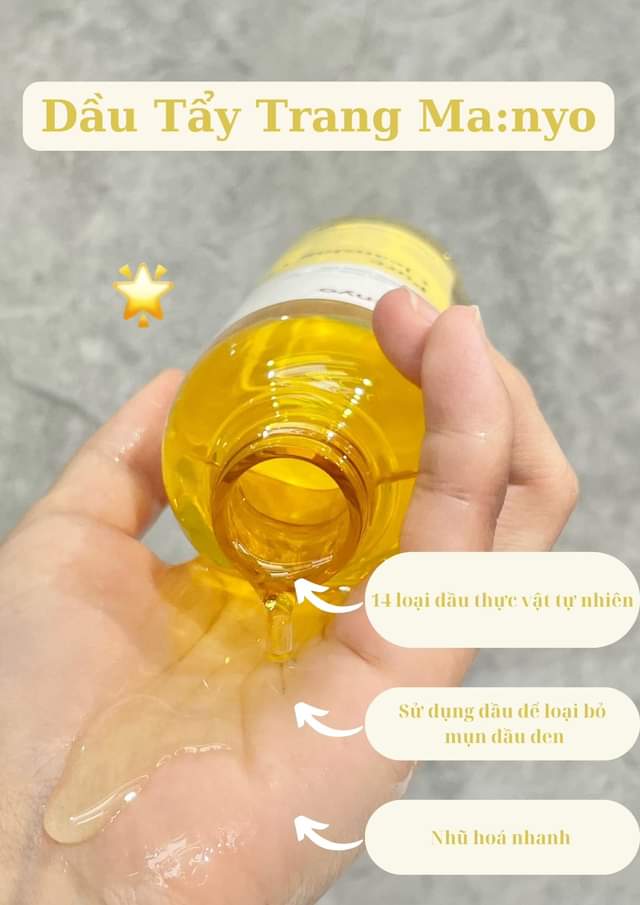 Dầu Tẩy Trang Ma:nyo
14 loại dầu thực vật tự nhiên
Sử dụng dầu để loại bỏ
mụn đầu đen
Nhũ hoá nhanh